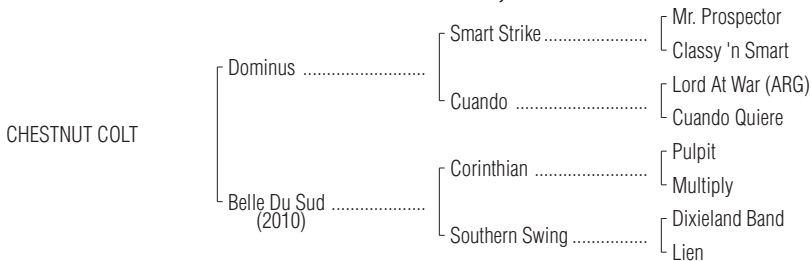 Mr. Prospector
Smart Strike ......................
Classy 'n Smart
Dominus ..........................
Lord At War (ARG)
Cuando ............................
Cuando Quiere
CHESTNUT COLT
Pulpit
Corinthian ........................
Multiply
Belle Du Sud ....................
(2010)
Dixieland Band
Southern Swing ................
Lien